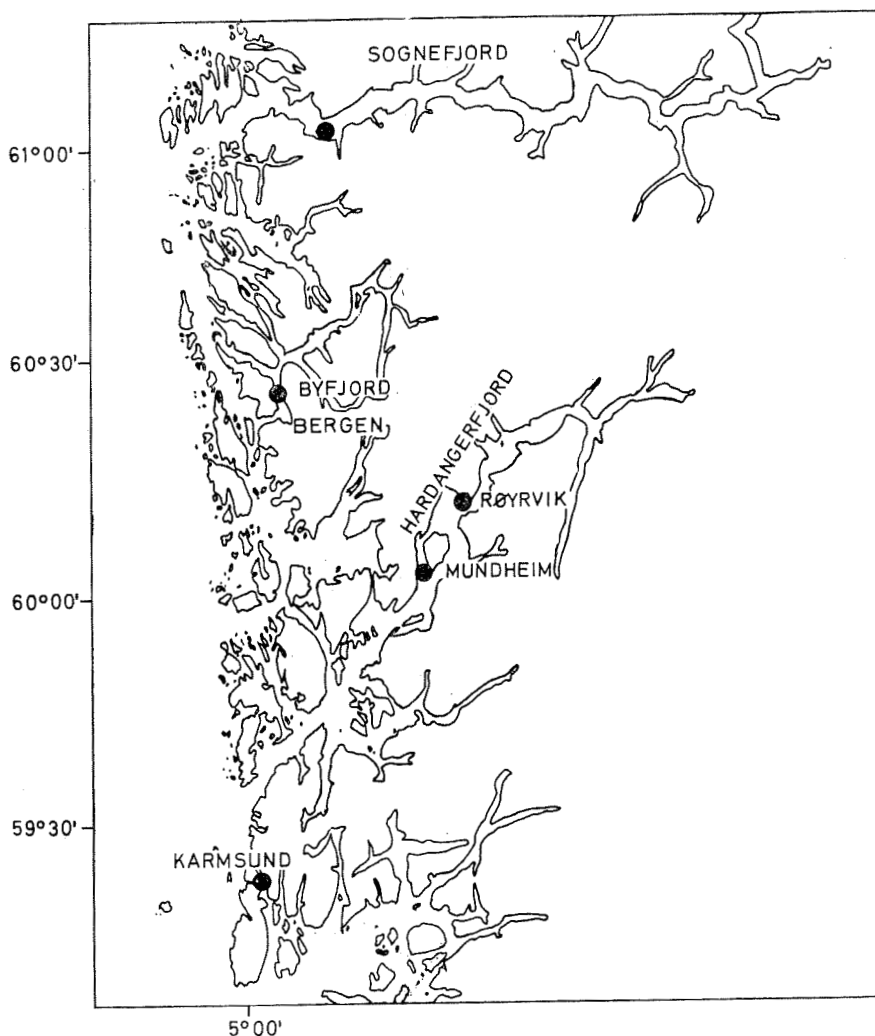 SOGNEFJORD
61°00'
60°30'
BYFJORD
BERGEN
HARDANGERFJORD
RØYRVIK
MUNDHEIM
60°00'
59°30'
KARMSUND
5°00'